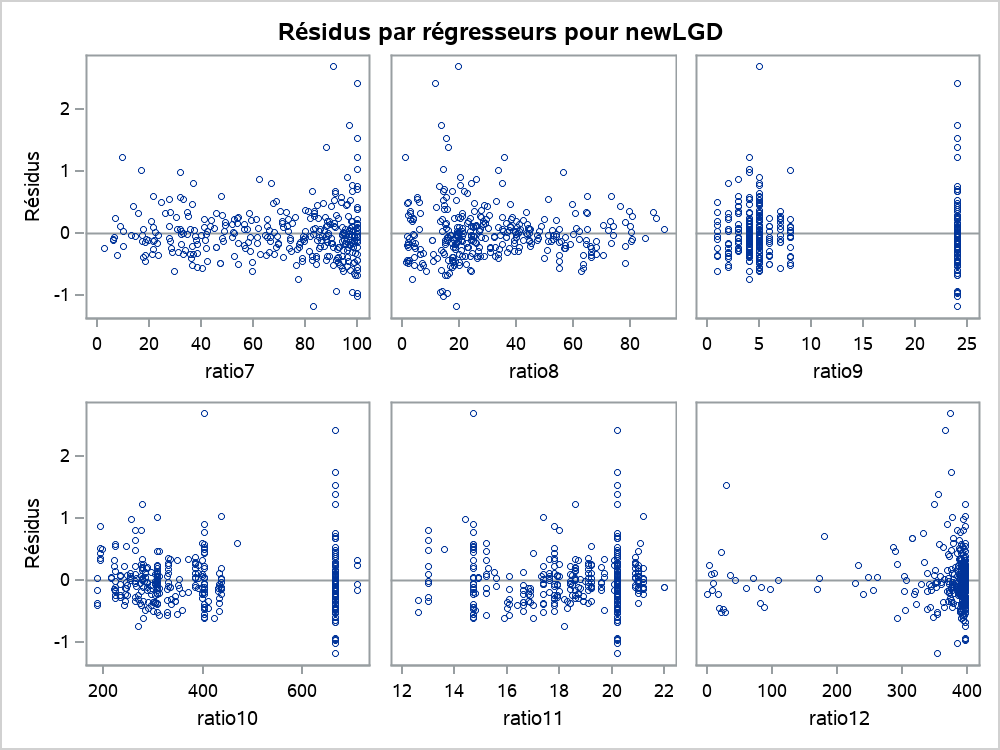 Résidus par régresseurs pour newLGD
Résidus
2
1
0
-1
0 20 40 60 80 100
ratio7
0 20 40 60 80
ratio8
0 5 10 15 20 25
ratio9
Résidus
2
1
0
-1
200 400 600
ratio10
12 14 16 18 20 22
ratio11
0 100 200 300 400
ratio12